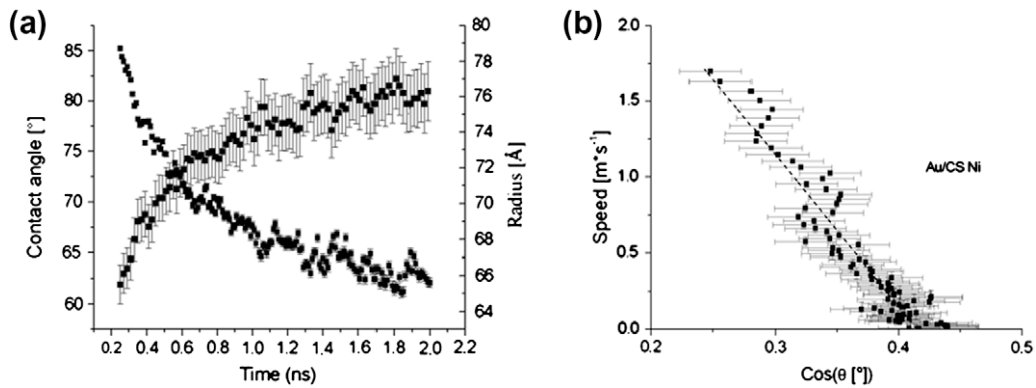 (a)
Contact angle [°]
85
80
75
70
65
60
0.2 0.4 0.6 0.8 1.0 1.2 1.4 1.6 1.8 2.0 2.2
Time (ns)
80
78
76
74
72
70
68
66
64
Radius [Å]
(b)
Speed [m*s⁻¹]
2.0
1.5
1.0
0.5
0.0
Au/CS Ni
0.2 0.3 0.4 0.5
Cos(θ [°])